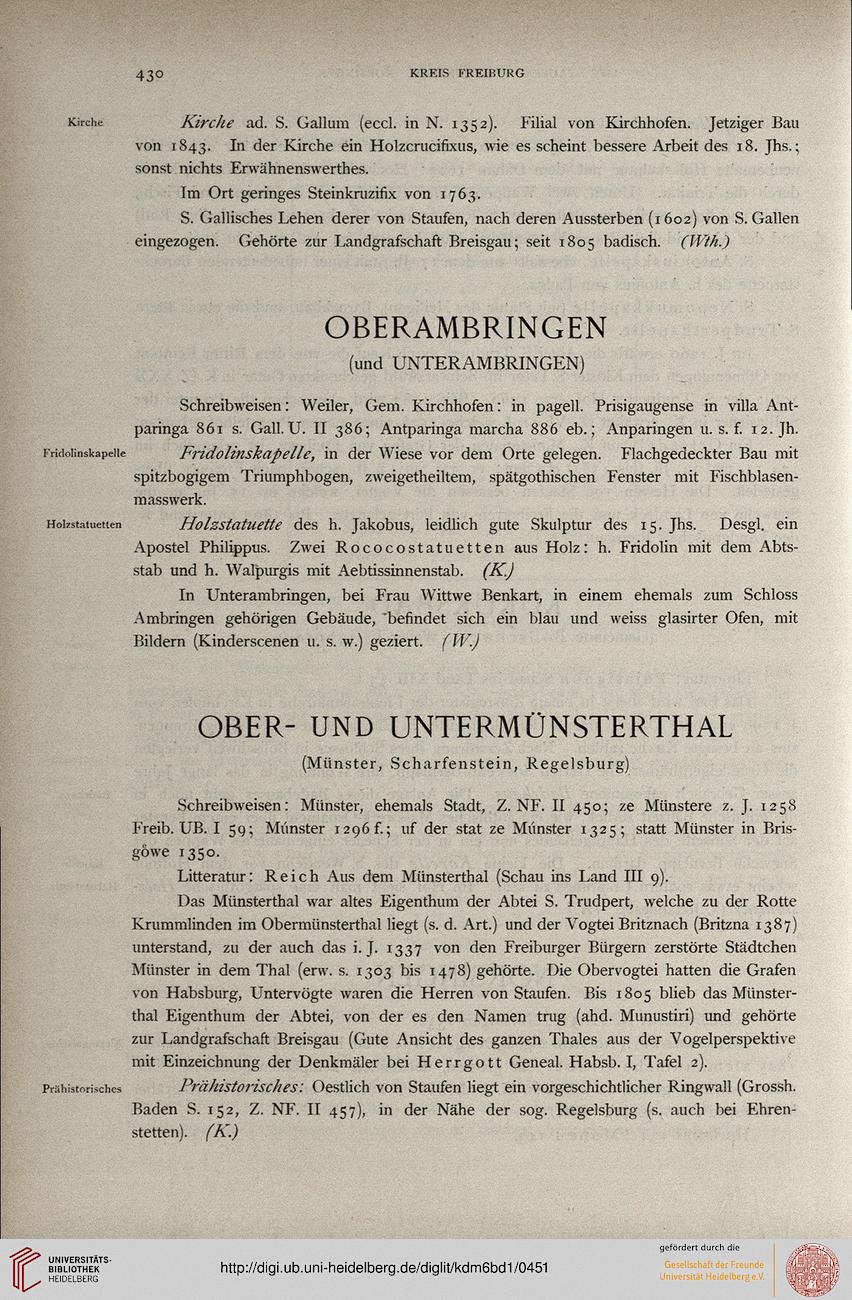 430
KREIS FREIBURG
Kirche
Kirche ad. S. Gallum (eccl. in N. 1352). Filial von Kirchhofen. Jetziger Bau
von 1843. In der Kirche ein Holzcrucifixus, wie es scheint bessere Arbeit des 18. Jhs.;
sonst nichts Erwähnenswerthes.
Im Ort geringes Steinkruzifix von 1763.
S. Gallisches Lehen derer von Staufen, nach deren Aussterben (1602) von S. Gallen
eingezogen. Gehörte zur Landgrafschaft Breisgau; seit 1805 badisch. (Wth.)
OBERAMBRINGEN
(und UNTERAMBRINGEN)
Schreibweisen: Weiler, Gem. Kirchhofen: in pagell. Prisigaugense in villa Ant-
paringa 861 s. Gall. U. II 386; Antparinga marcha 886 eb.; Anparingen u. s. f. 12. Jh.
Fridolinskapelle
Fridolinskapelle, in der Wiese vor dem Orte gelegen. Flachgedeckter Bau mit
spitzbogigem Triumphbogen, zweigetheiltem, spätgothischen Fenster mit Fischblasen-
masswerk.
Holzstatuetten
Holzstatuette des h. Jakobus, leidlich gute Skulptur des 15. Jhs. Desgl. ein
Apostel Philippus. Zwei Rococostatuetten aus Holz: h. Fridolin mit dem Abts-
stab und h. Walpurgis mit Aebtissinnenstab. (K.)
In Unterambringen, bei Frau Wittwe Benkart, in einem ehemals zum Schloss
Ambringen gehörigen Gebäude, befindet sich ein blau und weiss glasirter Ofen, mit
Bildern (Kinderscenen u. s. w.) geziert. (W.)
OBER- UND UNTERMÜNSTERTHAL
(Münster, Scharfenstein, Regelsburg)
Schreibweisen: Münster, ehemals Stadt, Z. NF. II 450; ze Münstere z. J. 1258
Freib. UB. I 59; Múnster 1296 f.; uf der stat ze Múnster 1325; statt Münster in Bris-
gôwe 1350.
Litteratur: Reich Aus dem Münsterthal (Schau ins Land III 9).
Das Münsterthal war altes Eigenthum der Abtei S. Trudpert, welche zu der Rotte
Krummlinden im Obermünsterthal liegt (s. d. Art.) und der Vogtei Britznach (Britzna 1387)
unterstand, zu der auch das i. J. 1337 von den Freiburger Bürgern zerstörte Städtchen
Münster in dem Thal (erw. s. 1303 bis 1478) gehörte. Die Obervogtei hatten die Grafen
von Habsburg, Untervögte waren die Herren von Staufen. Bis 1805 blieb das Münster-
thal Eigenthum der Abtei, von der es den Namen trug (ahd. Munustiri) und gehörte
zur Landgrafschaft Breisgau (Gute Ansicht des ganzen Thales aus der Vogelperspektive
mit Einzeichnung der Denkmäler bei Herrgott Geneal. Habsb. I, Tafel 2).
Prähistorisches
Prähistorisches: Oestlich von Staufen liegt ein vorgeschichtlicher Ringwall (Grossh.
Baden S. 152, Z. NF. II 457), in der Nähe der sog. Regelsburg (s. auch bei Ehren-
stetten). (K.)
UNIVERSITÄTS-
BIBLIOTHEK
HEIDELBERG
http://digi.ub.uni-heidelberg.de/diglit/kdm6bd1/0451
gefördert durch die
Gesellschaft der Freunde
Universität Heidelberg e.V.